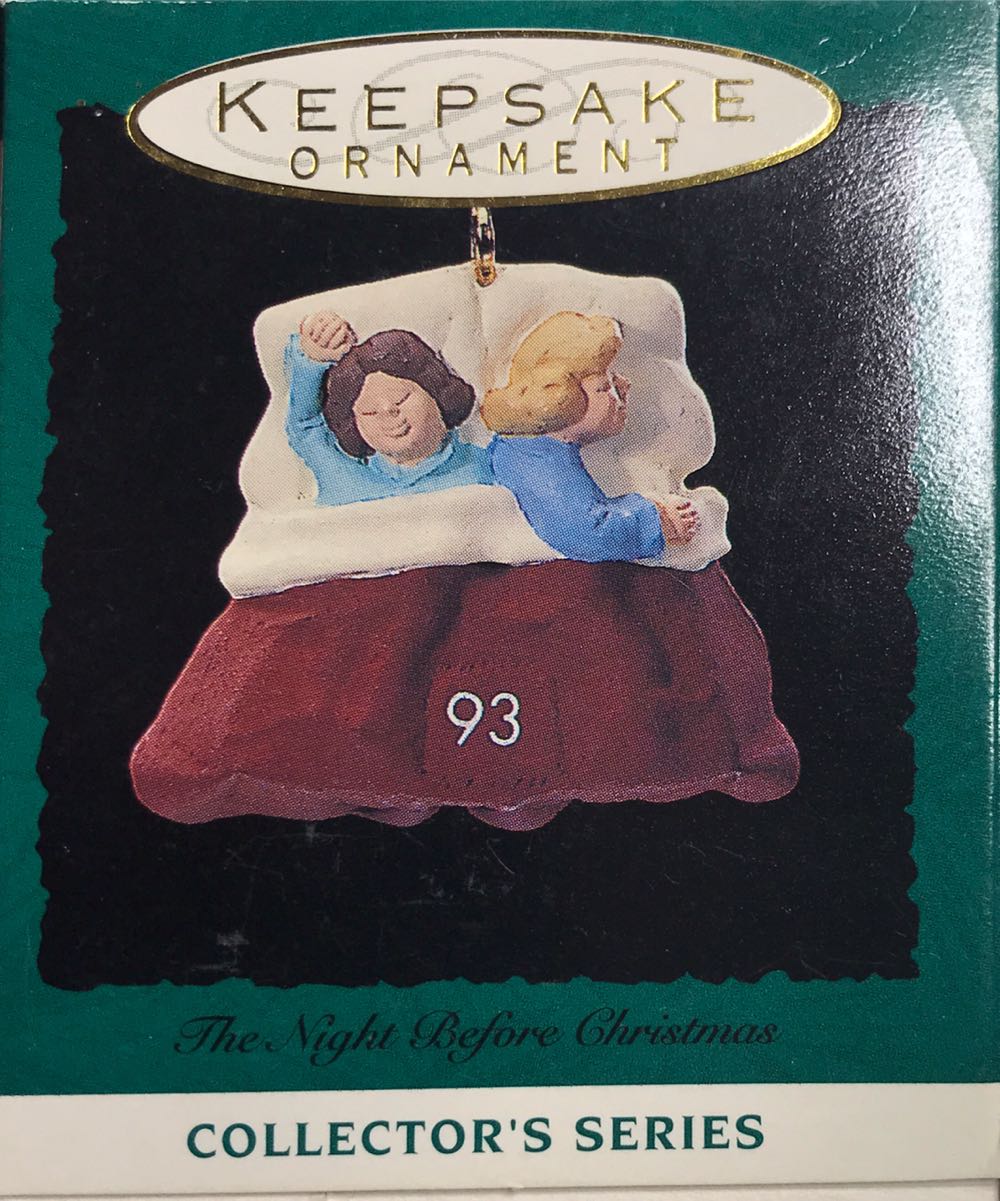 KEEPSAKE
ORNAMENT
93
The Night Before Christmas
COLLECTOR'S SERIES